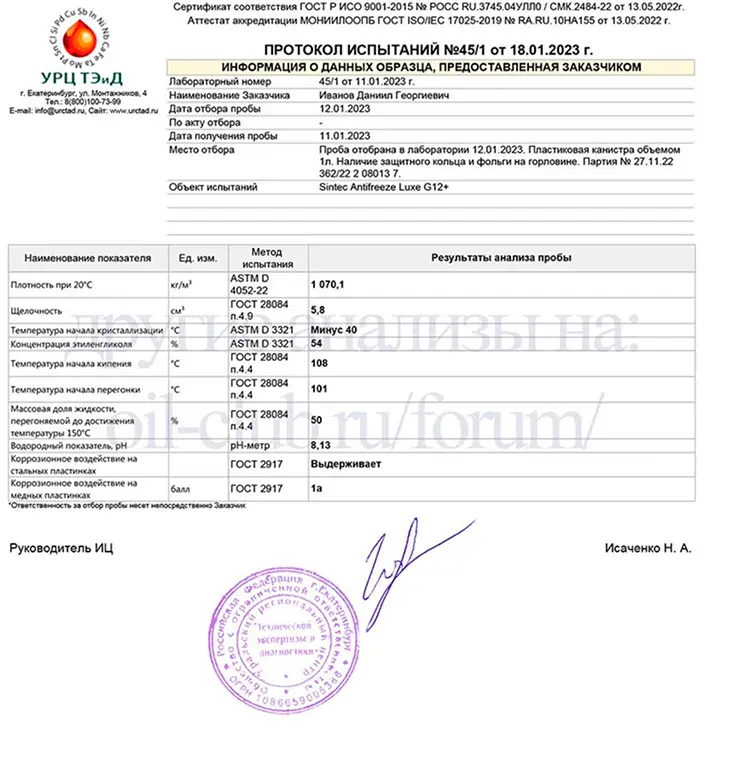 Сертификат соответствия ГОСТ Р ИСО 9001-2015 № РОСС RU.3745.04УЛЛ0 / СМК.2484-22 от 13.05.2022г.
Аттестат аккредитации МОНИИЛООПБ ГОСТ ISO/IEC 17025-2019 № RA.RU.10НА155 от 13.05.2022 г.
Pt Sn Cl Si Pd Cu Sb In Ni Nb Ca Fe Ta Mo
УРЦ ТЭиД
г. Екатеринбург, ул. Монтажников, 4
Тел.: 8(800)100-73-99
E-mail: info@urctad.ru, Сайт: www.urctad.ru
ПРОТОКОЛ ИСПЫТАНИЙ №45/1 от 18.01.2023 г.
ИНФОРМАЦИЯ О ДАННЫХ ОБРАЗЦА, ПРЕДОСТАВЛЕННАЯ ЗАКАЗЧИКОМ
Лабораторный номер 45/1 от 11.01.2023 г.
Наименование Заказчика Иванов Даниил Георгиевич
Дата отбора пробы 12.01.2023
По акту отбора -
Дата получения пробы 11.01.2023
Место отбора Проба отобрана в лаборатории 12.01.2023. Пластиковая канистра объемом
1л. Наличие защитного кольца и фольги на горловине. Партия № 27.11.22
362/22 2 08013 7.
Объект испытаний Sintec Antifreeze Luxe G12+
Наименование показателя Ед. изм. Метод испытания Результаты анализа пробы
Плотность при 20°С кг/м³ ASTM D 4052-22 1 070,1
Щелочность см³ ГОСТ 28084 п.4.9 5,8
Температура начала кристаллизации °С ASTM D 3321 Минус 40
Концентрация этиленгликоля % ASTM D 3321 54
Температура начала кипения °С ГОСТ 28084 п.4.4 108
Температура начала перегонки °С ГОСТ 28084 п.4.4 101
Массовая доля жидкости, перегоняемой до достижения температуры 150°С % ГОСТ 28084 п.4.4 50
Водородный показатель, рН рН-метр 8,13
Коррозионное воздействие на стальных пластинках ГОСТ 2917 Выдерживает
Коррозионное воздействие на медных пластинках балл ГОСТ 2917 1а
*Ответственность за отбор пробы несет непосредственно Заказчик
другие анализы на:
oil-club.ru/forum/
Руководитель ИЦ Исаченко Н. А.
Российская Федерация г.Екатеринбург
Общество с ограниченной ответственностью
Уральский региональный центр
Технической
экспертизы и
диагностики
ОГРН